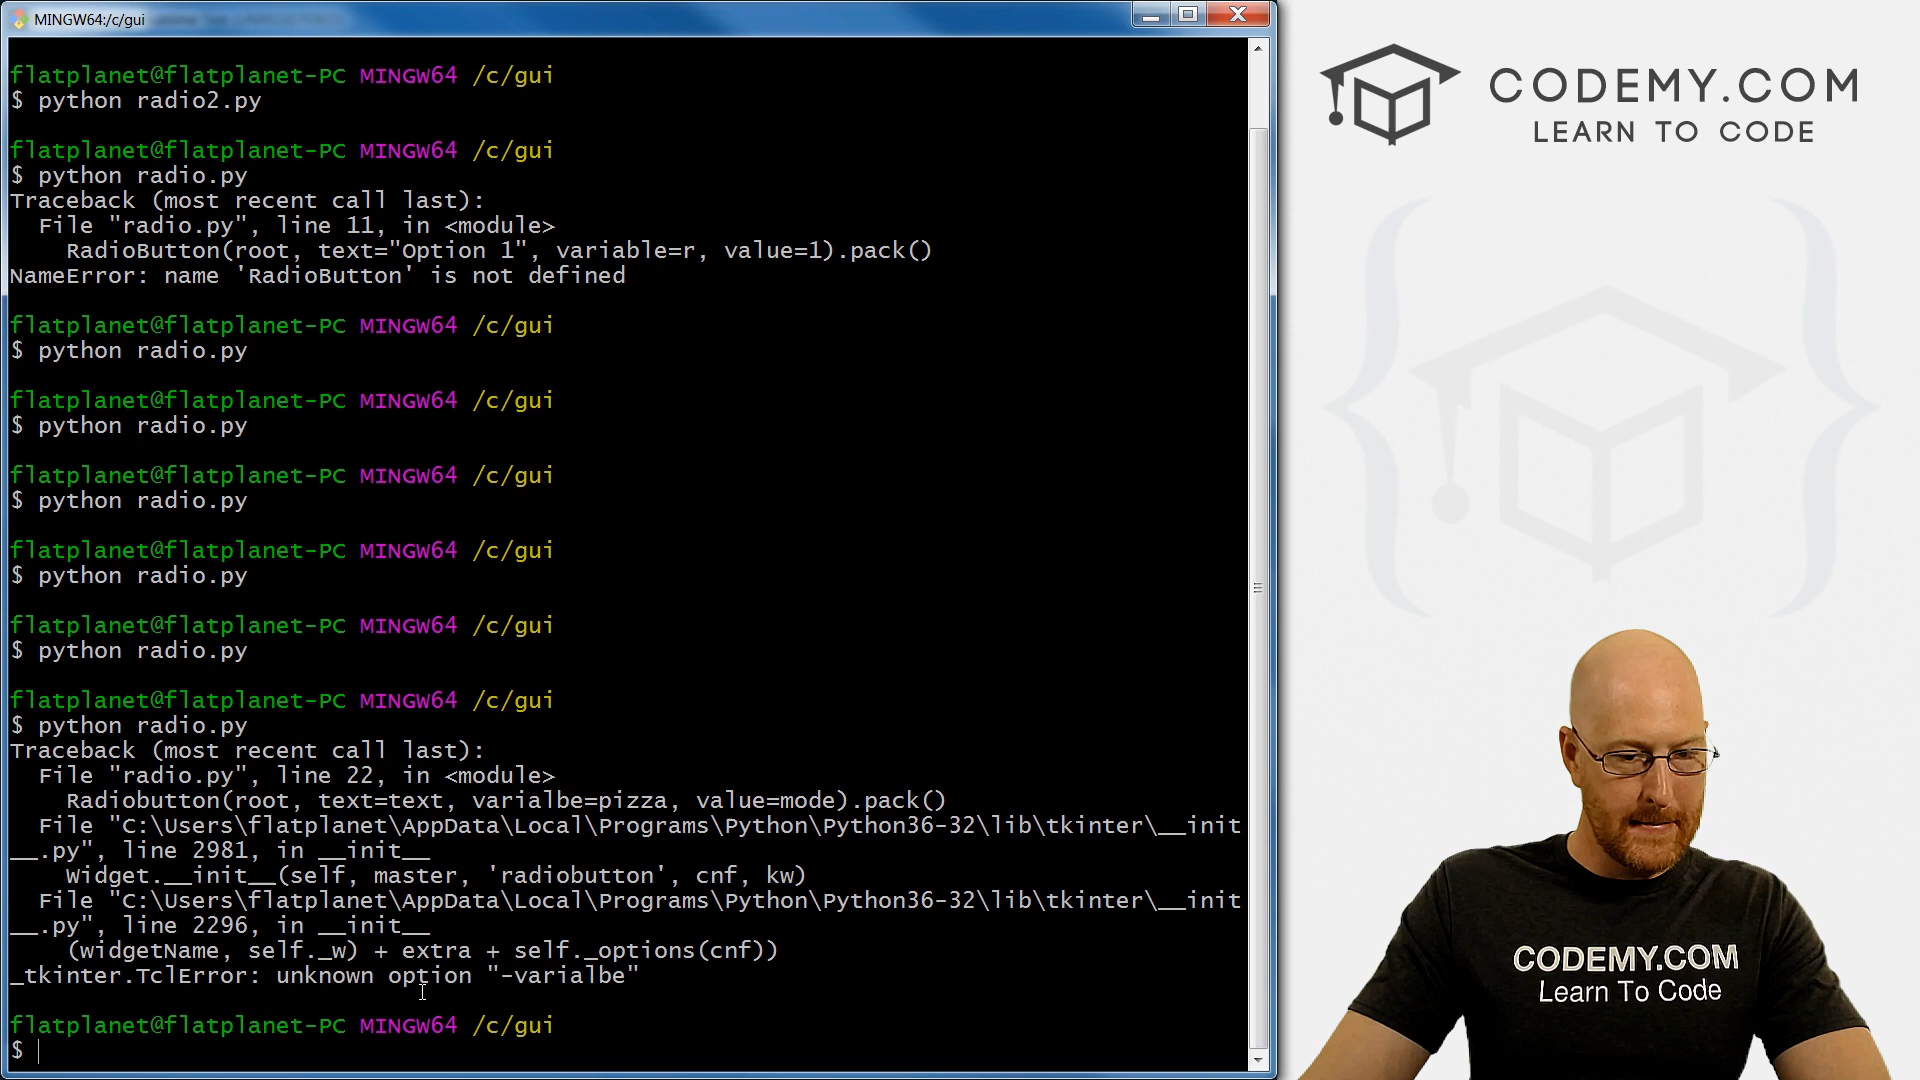 MINGW64:/c/gui
flatplanet@flatplanet-PC MINGW64 /c/gui
$ python radio2.py
flatplanet@flatplanet-PC MINGW64 /c/gui
$ python radio.py
Traceback (most recent call last):
  File "radio.py", line 11, in <module>
    RadioButton(root, text="Option 1", variable=r, value=1).pack()
NameError: name 'RadioButton' is not defined
flatplanet@flatplanet-PC MINGW64 /c/gui
$ python radio.py
flatplanet@flatplanet-PC MINGW64 /c/gui
$ python radio.py
flatplanet@flatplanet-PC MINGW64 /c/gui
$ python radio.py
flatplanet@flatplanet-PC MINGW64 /c/gui
$ python radio.py
flatplanet@flatplanet-PC MINGW64 /c/gui
$ python radio.py
flatplanet@flatplanet-PC MINGW64 /c/gui
$ python radio.py
Traceback (most recent call last):
  File "radio.py", line 22, in <module>
    Radiobutton(root, text=text, varialbe=pizza, value=mode).pack()
  File "C:\Users\flatplanet\AppData\Local\Programs\Python\Python36-32\lib\tkinter\__init
__.py", line 2981, in __init__
    Widget.__init__(self, master, 'radiobutton', cnf, kw)
  File "C:\Users\flatplanet\AppData\Local\Programs\Python\Python36-32\lib\tkinter\__init
__.py", line 2296, in __init__
    (widgetName, self._w) + extra + self._options(cnf))
_tkinter.TclError: unknown option "-varialbe"
flatplanet@flatplanet-PC MINGW64 /c/gui
$
CODEMY.COM
LEARN TO CODE
CODEMY.COM
Learn To Code